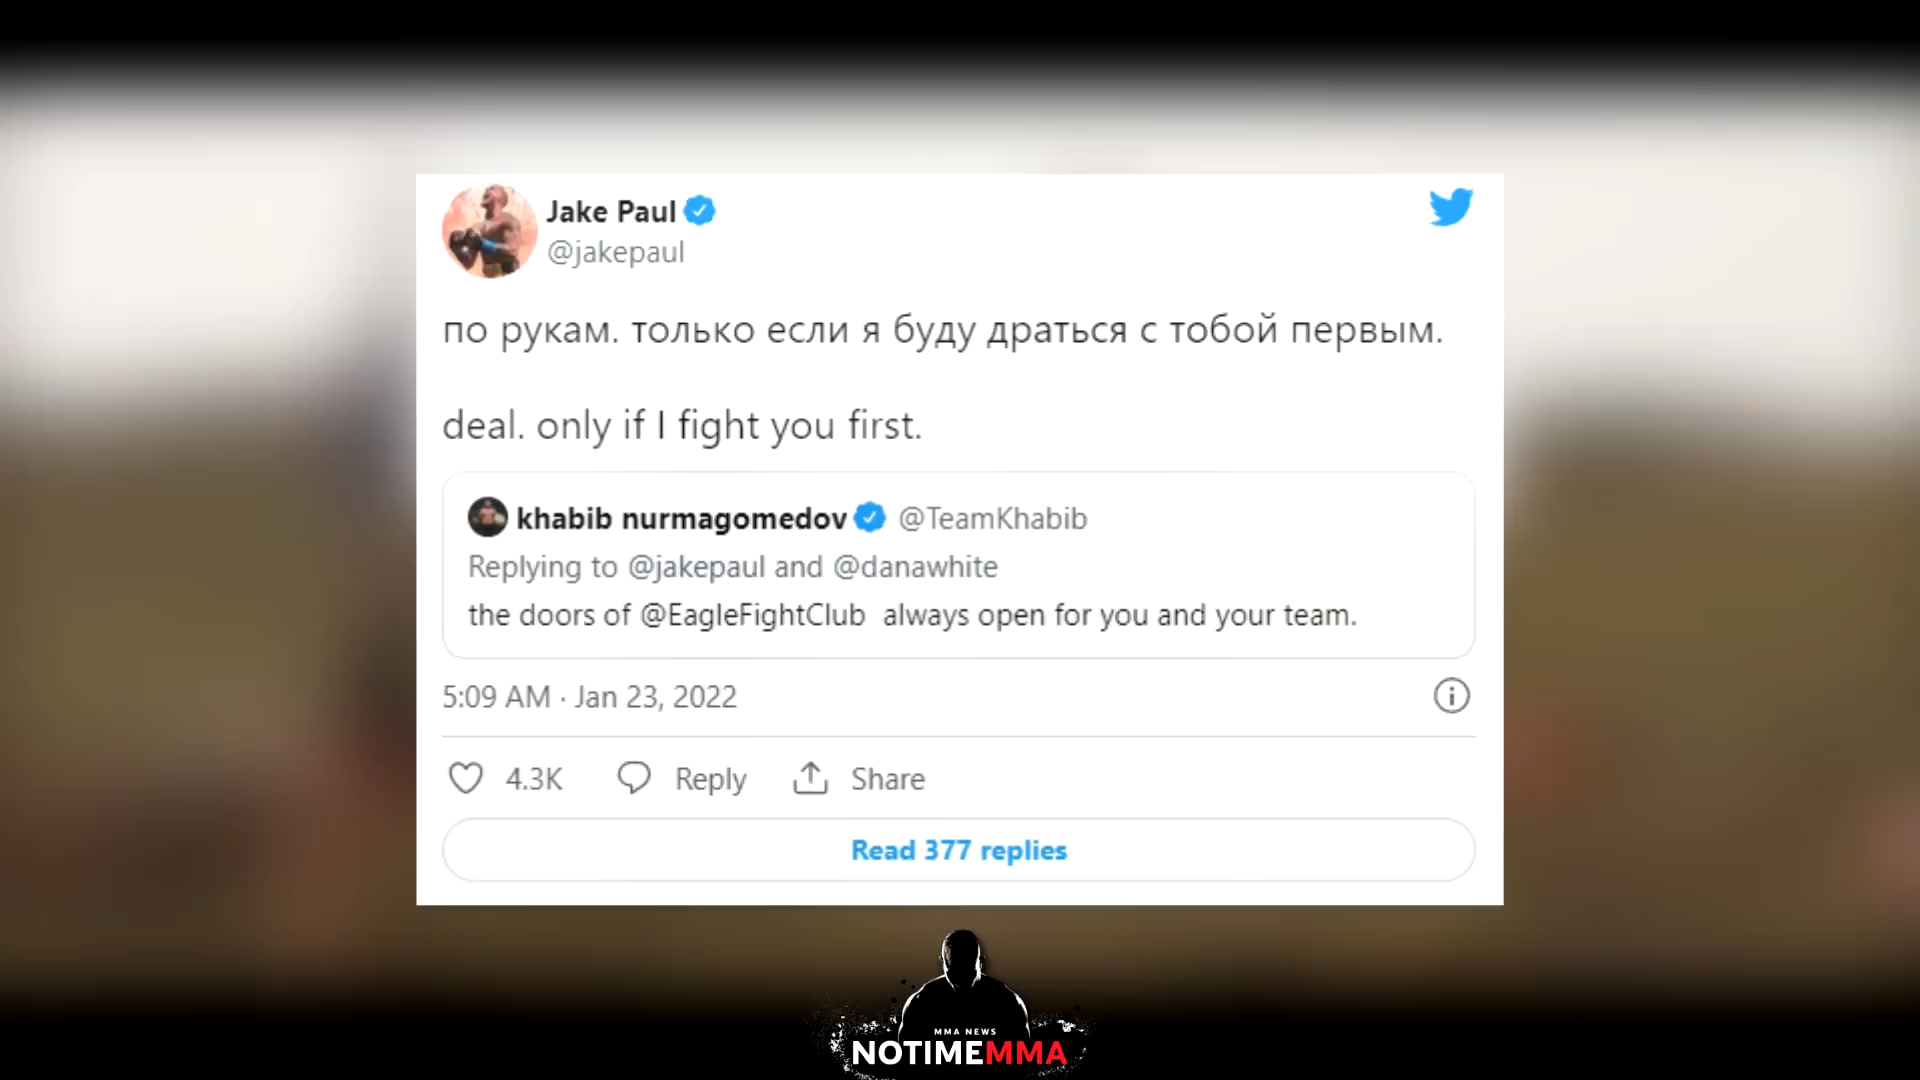 Jake Paul
@jakepaul
по рукам. только если я буду драться с тобой первым.
deal. only if I fight you first.
khabib nurmagomedov @TeamKhabib
Replying to @jakepaul and @danawhite
the doors of @EagleFightClub always open for you and your team.
5:09 AM · Jan 23, 2022
4.3K Reply Share
Read 377 replies
MMA NEWS
NOTIMEMMA